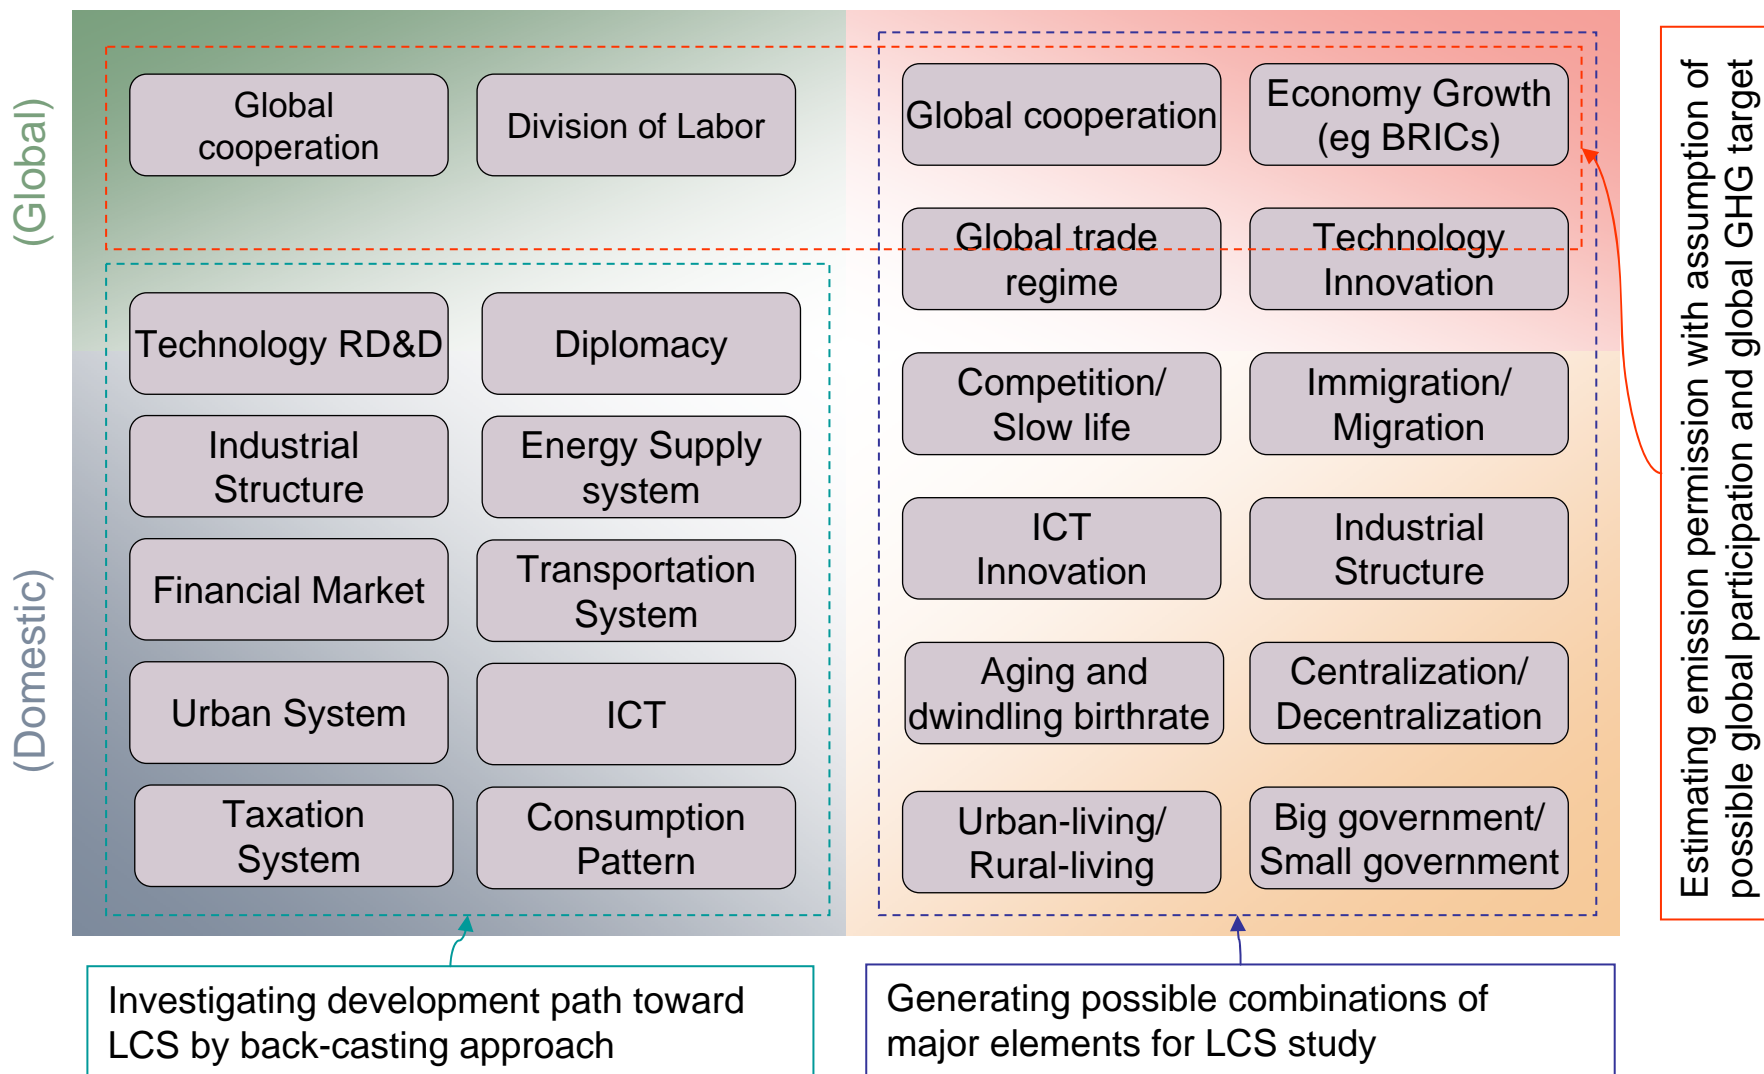 (Global)
(Domestic)
Global
cooperation
Division of Labor
Technology RD&D
Diplomacy
Industrial
Structure
Energy Supply
system
Financial Market
Transportation
System
Urban System
ICT
Taxation
System
Consumption
Pattern
Global cooperation
Economy Growth
(eg BRICs)
Global trade
regime
Technology
Innovation
Competition/
Slow life
Immigration/
Migration
ICT
Innovation
Industrial
Structure
Aging and
dwindling birthrate
Centralization/
Decentralization
Urban-living/
Rural-living
Big government/
Small government
Estimating emission permission with assumption of
possible global participation and global GHG target
Investigating development path toward
LCS by back-casting approach
Generating possible combinations of
major elements for LCS study